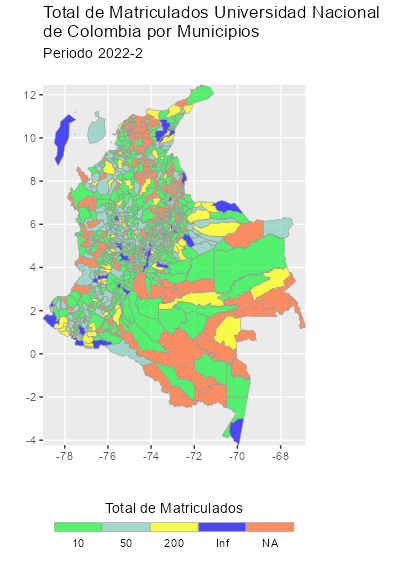 Total de Matriculados Universidad Nacional
de Colombia por Municipios
Periodo 2022-2
12
10
8
6
4
2
0
-2
-4
-78 -76 -74 -72 -70 -68
Total de Matriculados
10 50 200 Inf NA